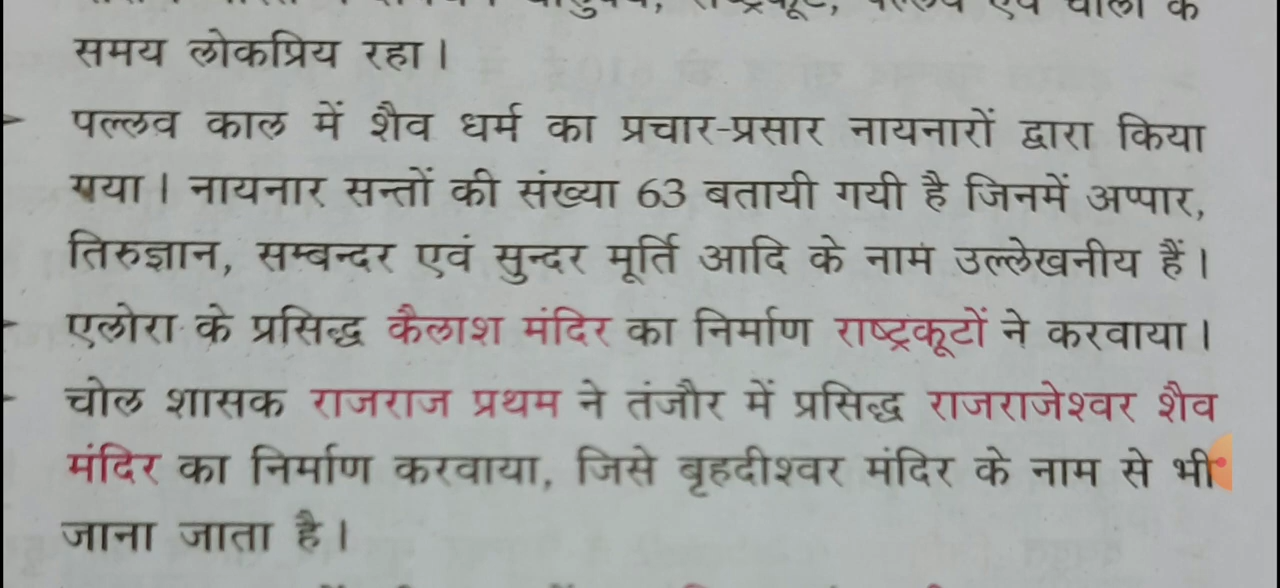 समय लोकप्रिय रहा।
पल्लव काल में शैव धर्म का प्रचार-प्रसार नायनारों द्वारा किया
गया। नायनार सन्तों की संख्या 63 बतायी गयी है जिनमें अप्पार,
तिरुज्ञान, सम्बन्दर एवं सुन्दर मूर्ति आदि के नाम उल्लेखनीय हैं।
एलोरा के प्रसिद्ध कैलाश मंदिर का निर्माण राष्ट्रकूटों ने करवाया।
चोल शासक राजराज प्रथम ने तंजौर में प्रसिद्ध राजराजेश्वर शैव
मंदिर का निर्माण करवाया, जिसे बृहदीश्वर मंदिर के नाम से भी
जाना जाता है।